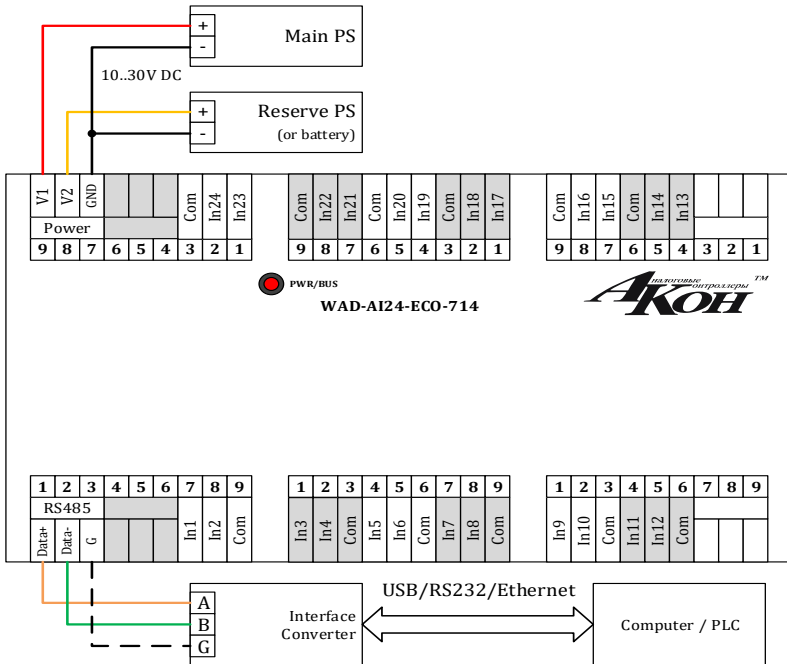 +
Main PS
-
10..30V DC
+
Reserve PS
-
(or battery)
V1 V2 GND Com In24 In23 Com In22 In21 Com In20 In19 Com In18 In17 Com In16 In15 Com In14 In13
Power
9 8 7 6 5 4 3 2 1 9 8 7 6 5 4 3 2 1 9 8 7 6 5 4 3 2 1
PWR/BUS
WAD-AI24-ECO-714
АКОН
аналоговые
контроллеры
TM
1 2 3 4 5 6 7 8 9 1 2 3 4 5 6 7 8 9 1 2 3 4 5 6 7 8 9
RS485
Data+ Data- G In1 In2 Com In3 In4 Com In5 In6 Com In7 In8 Com In9 In10 Com In11 In12 Com
USB/RS232/Ethernet
A
B
G
Interface
Converter
Computer / PLC